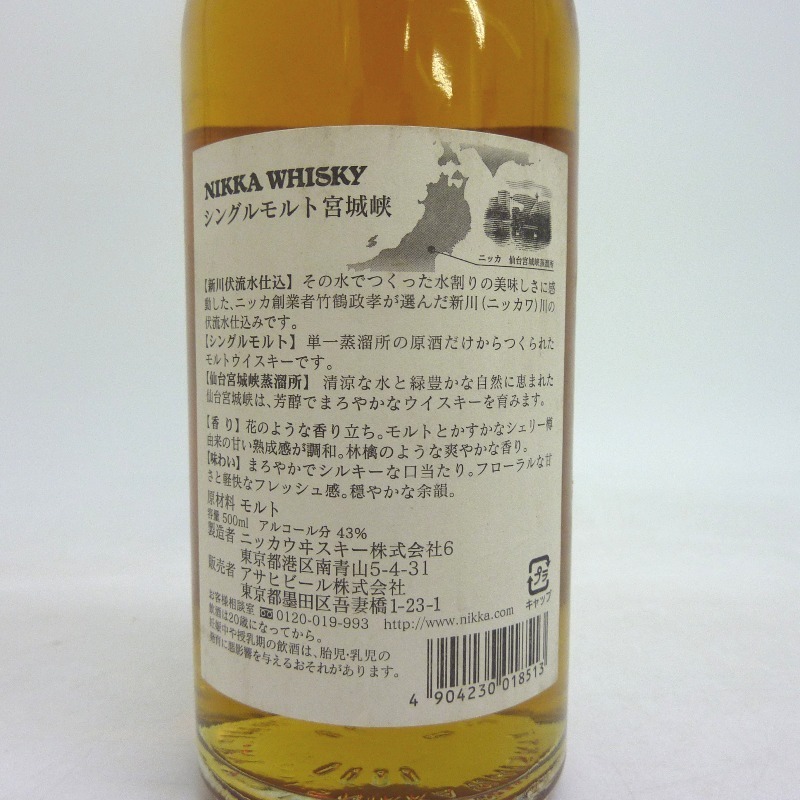 NIKKA WHISKY
シングルモルト宮城峡
ニッカ 仙台宮城峡蒸溜所
【新川伏流水仕込】その水でつくった水割りの美味しさに感
動した、ニッカ創業者竹鶴政孝が選んだ新川(ニッカワ)川の
伏流水仕込みです。
【シングルモルト】単一蒸溜所の原酒だけからつくられた
モルトウイスキーです。
【仙台宮城峡蒸溜所】清涼な水と緑豊かな自然に恵まれた
仙台宮城峡は、芳醇でまろやかなウイスキーを育みます。
【香り】花のような香り立ち。モルトとかすかなシェリー樽
由来の甘い熟成感が調和。林檎のような爽やかな香り。
【味わい】まろやかでシルキーな口当たり。フローラルな甘
さと軽快なフレッシュ感。穏やかな余韻。
原材料 モルト
容量 500ml アルコール分 43%
製造者 ニッカウヰスキー株式会社6
東京都港区南青山5-4-31
販売者 アサヒビール株式会社
東京都墨田区吾妻橋1-23-1
お客様相談室 0120-019-993 http://www.nikka.com
飲酒は20歳になってから。
妊娠中や授乳期の飲酒は、胎児・乳児の
発育に悪影響を与えるおそれがあります。
プラ
キャップ
4 904230 018513